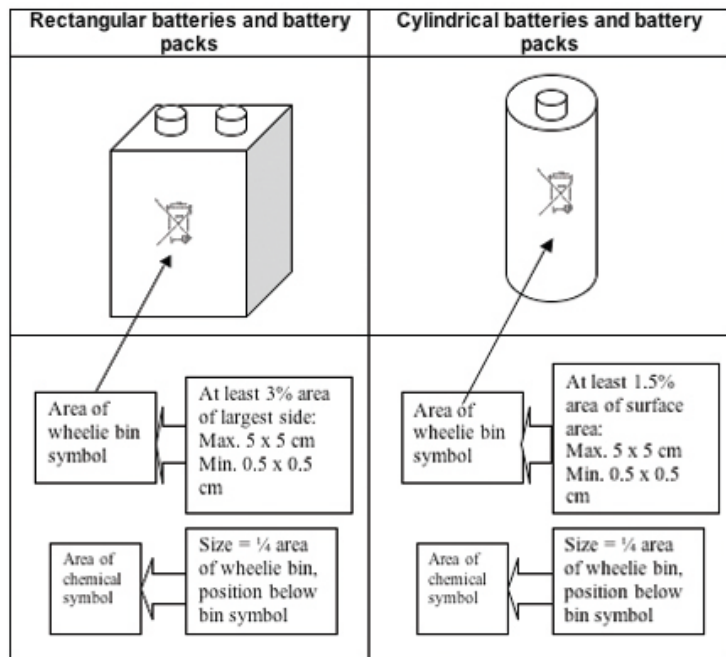 Rectangular batteries and battery
packs
Cylindrical batteries and battery
packs
Area of
wheelie bin
symbol
At least 3% area
of largest side:
Max. 5 x 5 cm
Min. 0.5 x 0.5
cm
Area of
wheelie bin
symbol
At least 1.5%
area of surface
area:
Max. 5 x 5 cm
Min. 0.5 x 0.5
cm
Area of
chemical
symbol
Size = ¼ area
of wheelie bin,
position below
bin symbol
Area of
chemical
symbol
Size = ¼ area
of wheelie bin,
position below
bin symbol